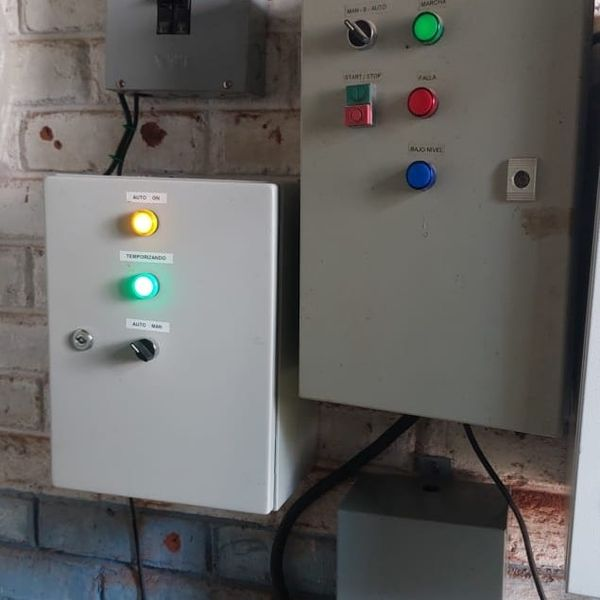 MAN - 0 - AUTO
MARCHA
START / STOP
FALLA
BAJO NIVEL
AUTO ON
TEMPORIZANDO
AUTO MAN